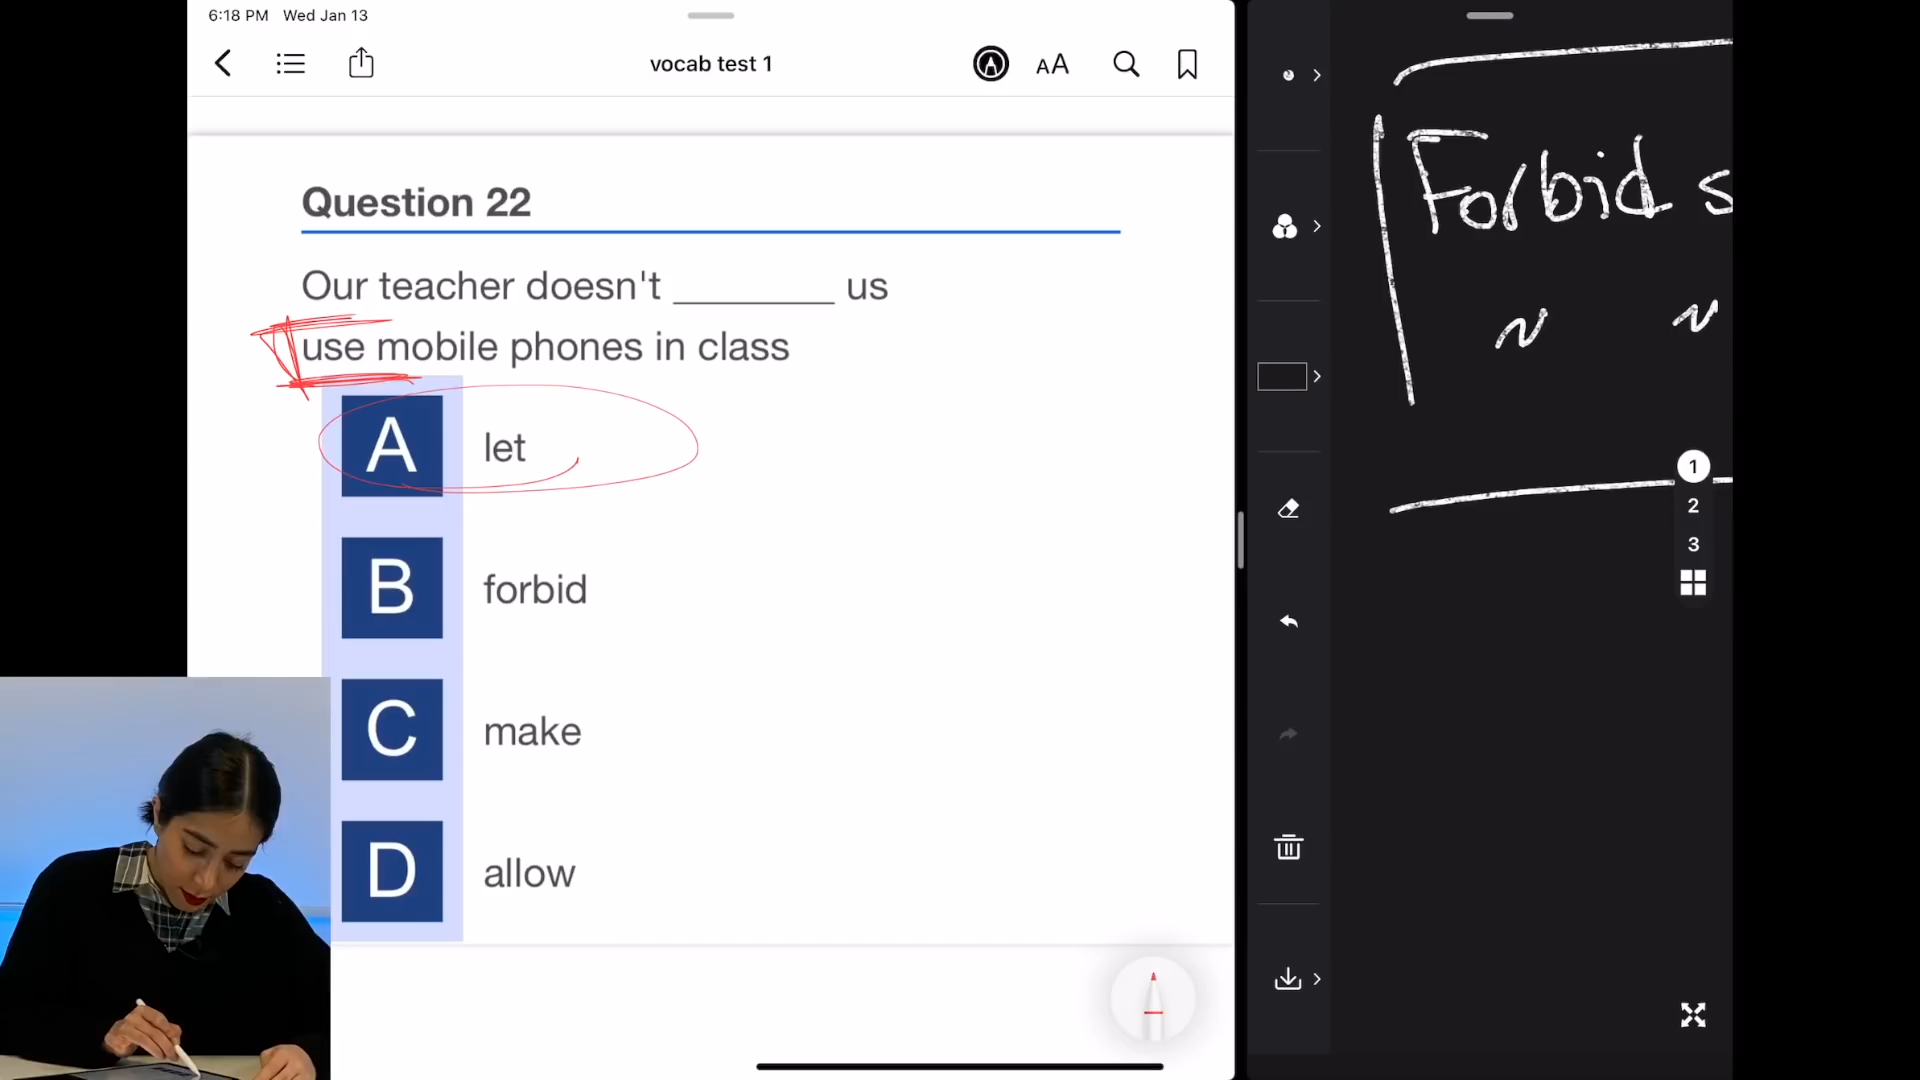 6:18 PM Wed Jan 13
vocab test 1
AA
Question 22
Our teacher doesn't ________ us
use mobile phones in class
A let
B forbid
C make
D allow
Forbid s
1
2
3